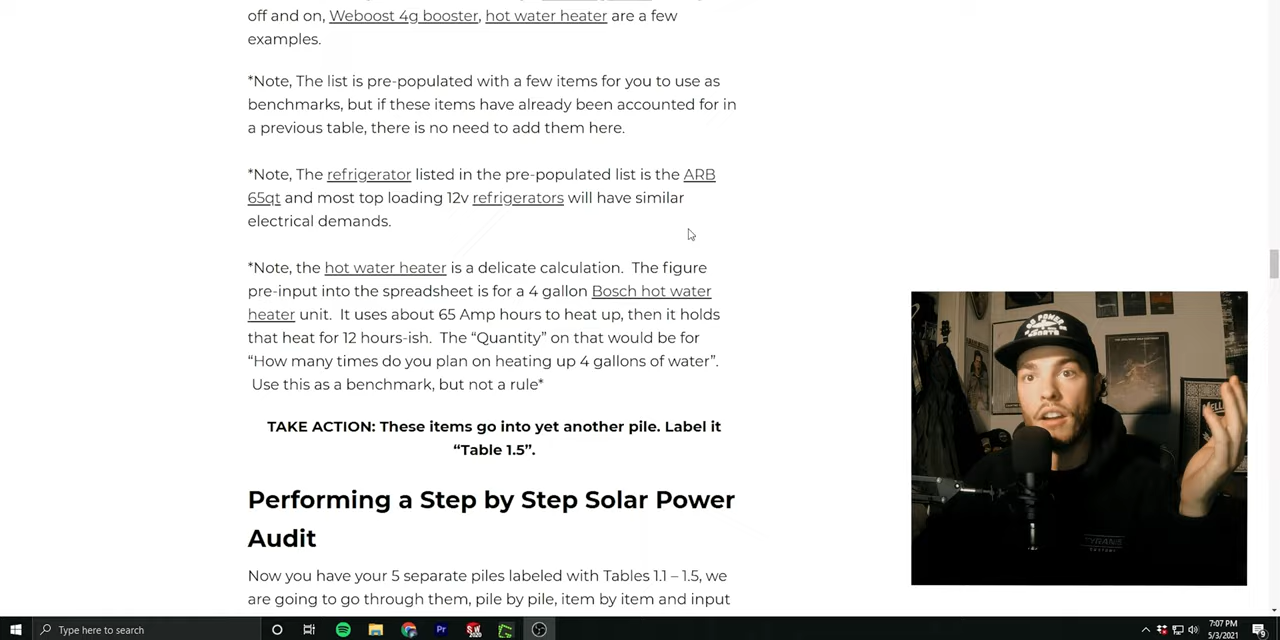 off and on, Weboost 4g booster, hot water heater are a few
examples.
*Note, The list is pre-populated with a few items for you to use as
benchmarks, but if these items have already been accounted for in
a previous table, there is no need to add them here.
*Note, The refrigerator listed in the pre-populated list is the ARB
65qt and most top loading 12v refrigerators will have similar
electrical demands.
*Note, the hot water heater is a delicate calculation.  The figure
pre-input into the spreadsheet is for a 4 gallon Bosch hot water
heater unit.  It uses about 65 Amp hours to heat up, then it holds
that heat for 12 hours-ish.  The “Quantity” on that would be for
“How many times do you plan on heating up 4 gallons of water”.
Use this as a benchmark, but not a rule*
TAKE ACTION: These items go into yet another pile. Label it
“Table 1.5”.
Performing a Step by Step Solar Power
Audit
Now you have your 5 separate piles labeled with Tables 1.1 – 1.5, we
are going to go through them, pile by pile, item by item and input
Type here to search
7:07 PM
5/3/2021